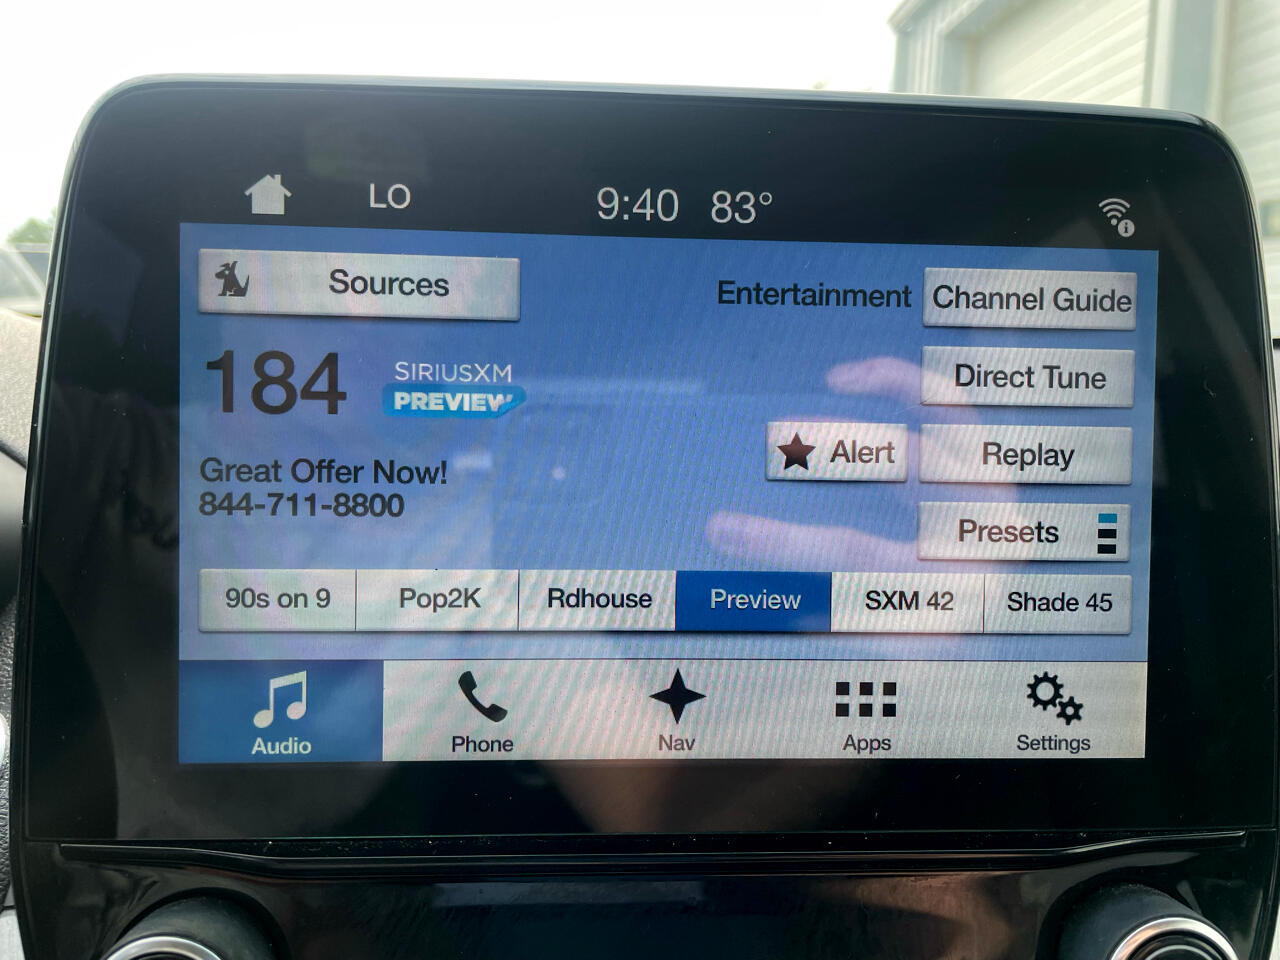 LO
9:40 83°
Sources
Entertainment
Channel Guide
184
SIRIUSXM
PREVIEW
Direct Tune
Alert
Replay
Great Offer Now!
844-711-8800
Presets
90s on 9
Pop2K
Rdhouse
Preview
SXM 42
Shade 45
Audio
Phone
Nav
Apps
Settings